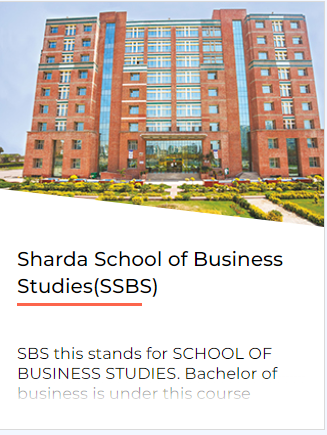 Sharda School of Business
Studies(SSBS)
SBS this stands for SCHOOL OF
BUSINESS STUDIES. Bachelor of
business is under this course